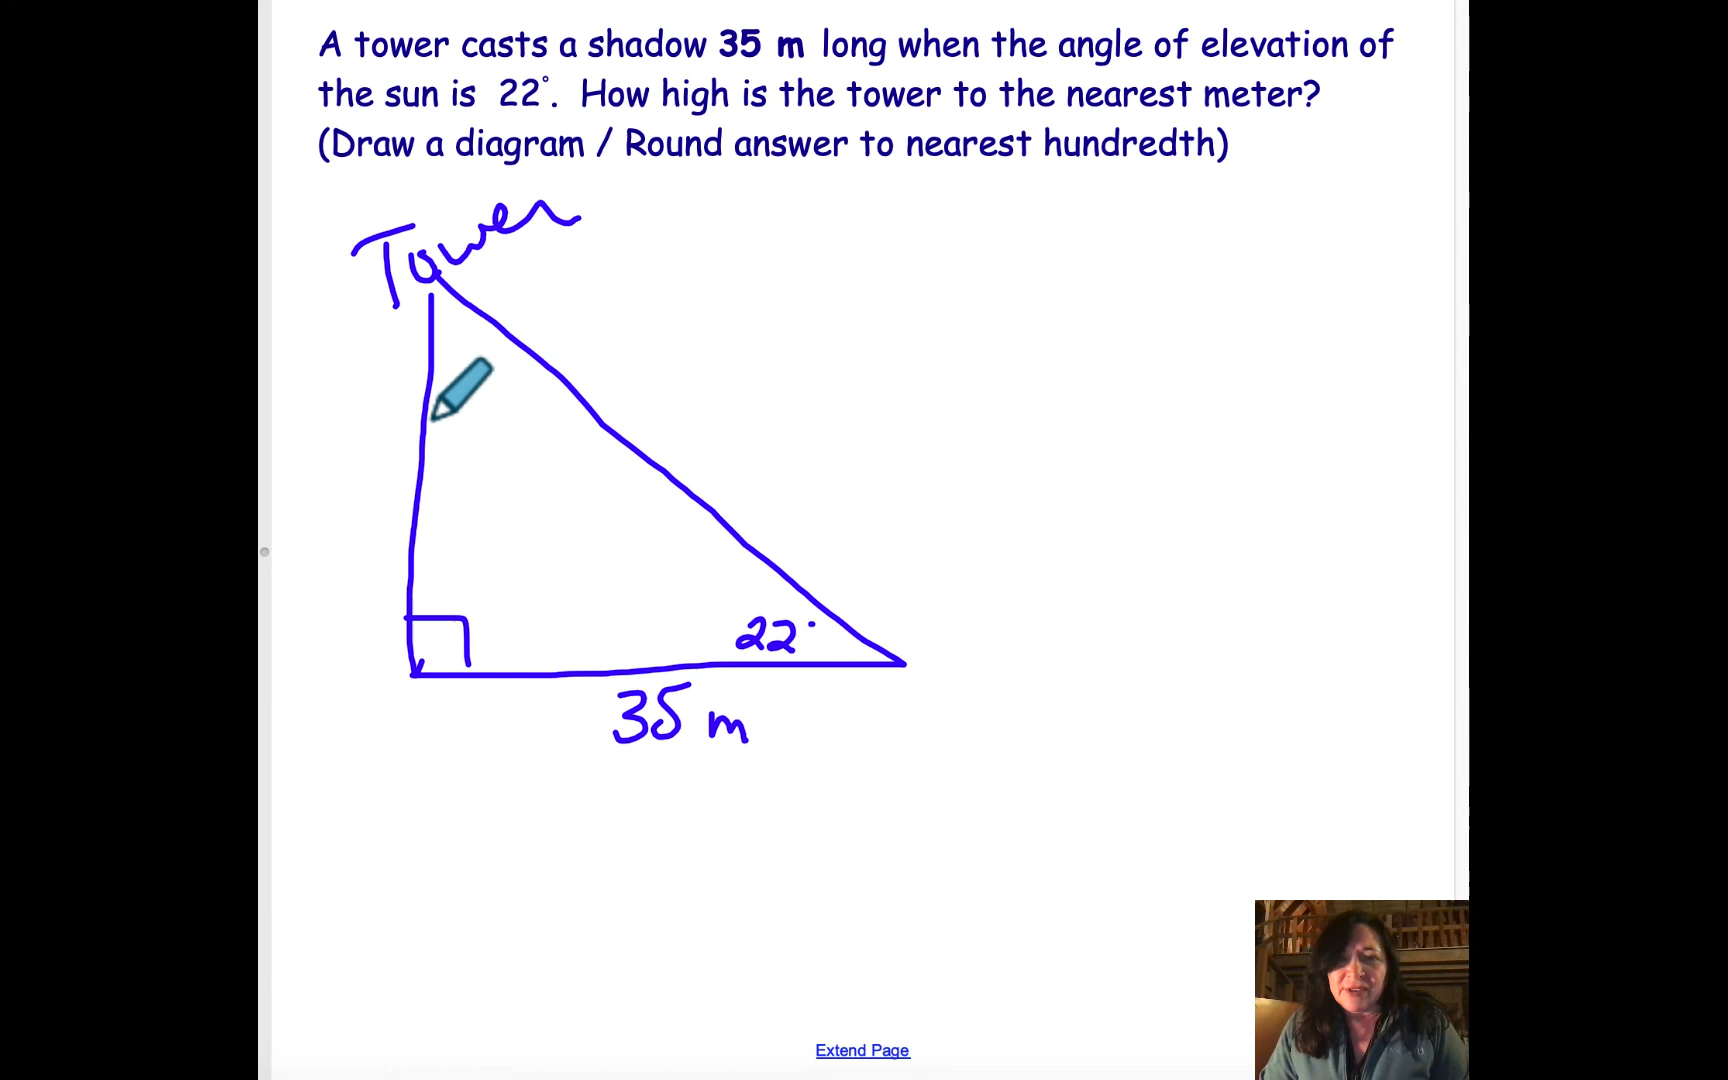 A tower casts a shadow 35 m long when the angle of elevation of
the sun is 22°. How high is the tower to the nearest meter?
(Draw a diagram / Round answer to nearest hundredth)
Tower
22°
35 m
Extend Page